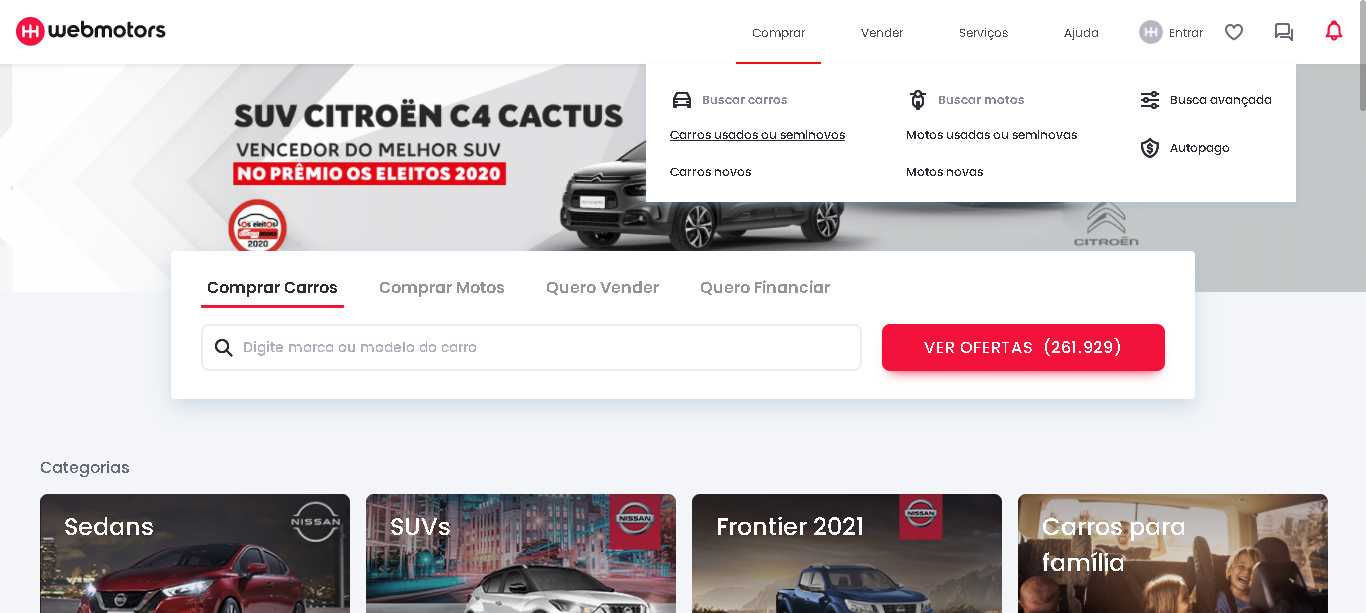 webmotors
Comprar
Vender
Serviços
Ajuda
Entrar
Buscar carros
Carros usados ou seminovos
Carros novos
Buscar motos
Motos usadas ou seminovas
Motos novas
Busca avançada
Autopago
SUV CITROËN C4 CACTUS
VENCEDOR DO MELHOR SUV
NO PRÊMIO OS ELEITOS 2020
os eleitos
2020
CITROËN
Comprar Carros
Comprar Motos
Quero Vender
Quero Financiar
Digite marca ou modelo do carro
VER OFERTAS (261.929)
Categorias
Sedans
NISSAN
SUVs
NISSAN
Frontier 2021
NISSAN
Carros para
família